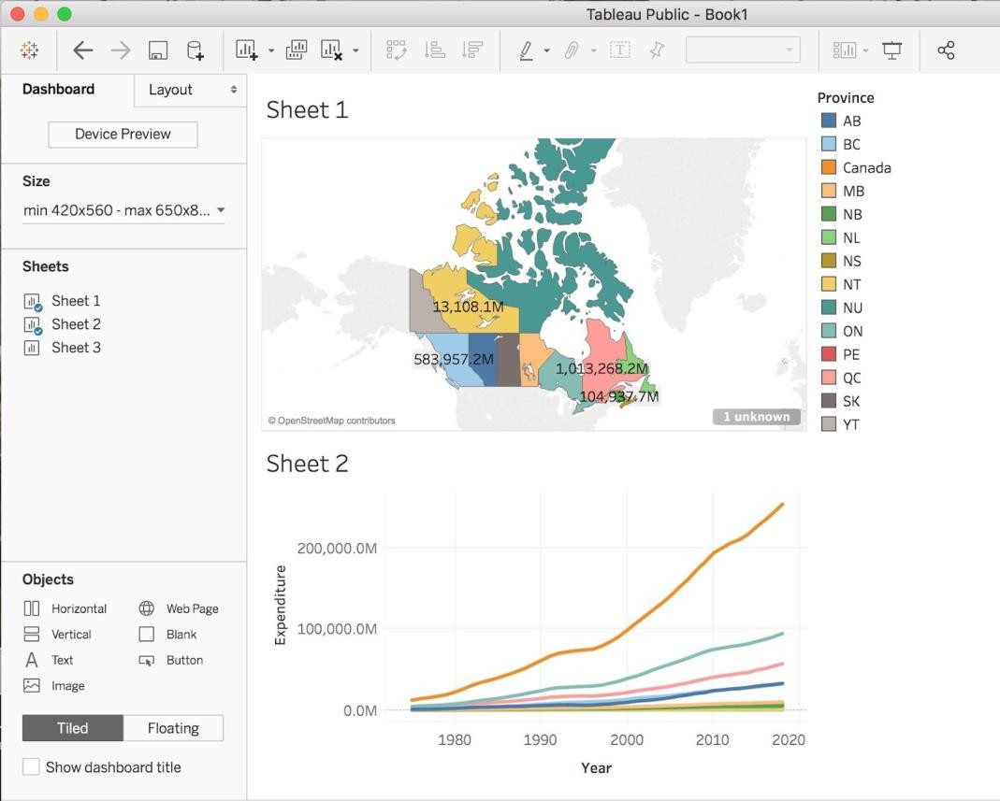 Tableau Public - Book1
Dashboard
Layout
Device Preview
Size
min 420x560 - max 650x8...
Sheets
Sheet 1
Sheet 2
Sheet 3
Objects
Horizontal
Web Page
Vertical
Blank
A Text
Button
Image
Tiled
Floating
Show dashboard title
Sheet 1
13,108.1M
583,957.2M
1,013,268.2M
104,937.7M
© OpenStreetMap contributors
1 unknown
Sheet 2
Expenditure
200,000.0M
100,000.0M
0.0M
1980 1990 2000 2010 2020
Year
Province
AB
BC
Canada
MB
NB
NL
NS
NT
NU
ON
PE
QC
SK
YT